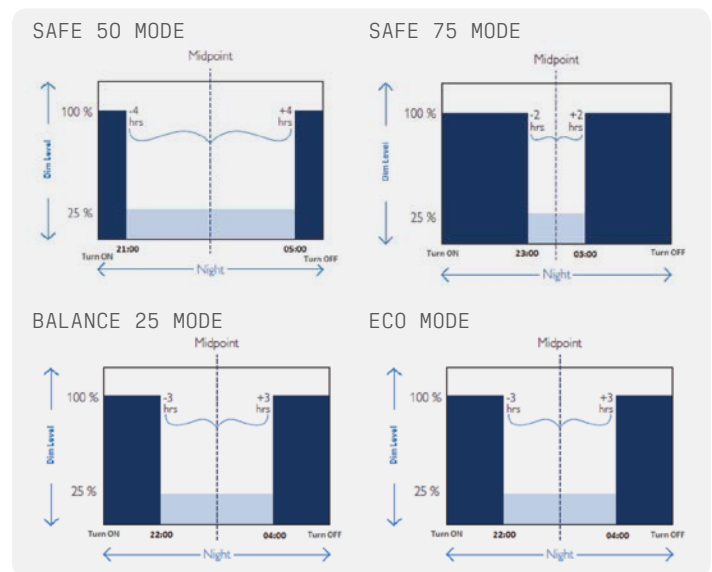 SAFE 50 MODE
Midpoint
100 %
-4
hrs
+4
hrs
Dim Level
25 %
21:00
05:00
Turn ON
Turn OFF
Night
SAFE 75 MODE
Midpoint
100 %
-2
hrs
+2
hrs
Dim Level
25 %
Turn ON
23:00
03:00
Turn OFF
Night
BALANCE 25 MODE
Midpoint
100 %
-3
hrs
+3
hrs
Dim Level
25 %
Turn ON
22:00
04:00
Turn OFF
Night
ECO MODE
Midpoint
100 %
-3
hrs
+3
hrs
Dim Level
25 %
Turn ON
22:00
04:00
Turn OFF
Night